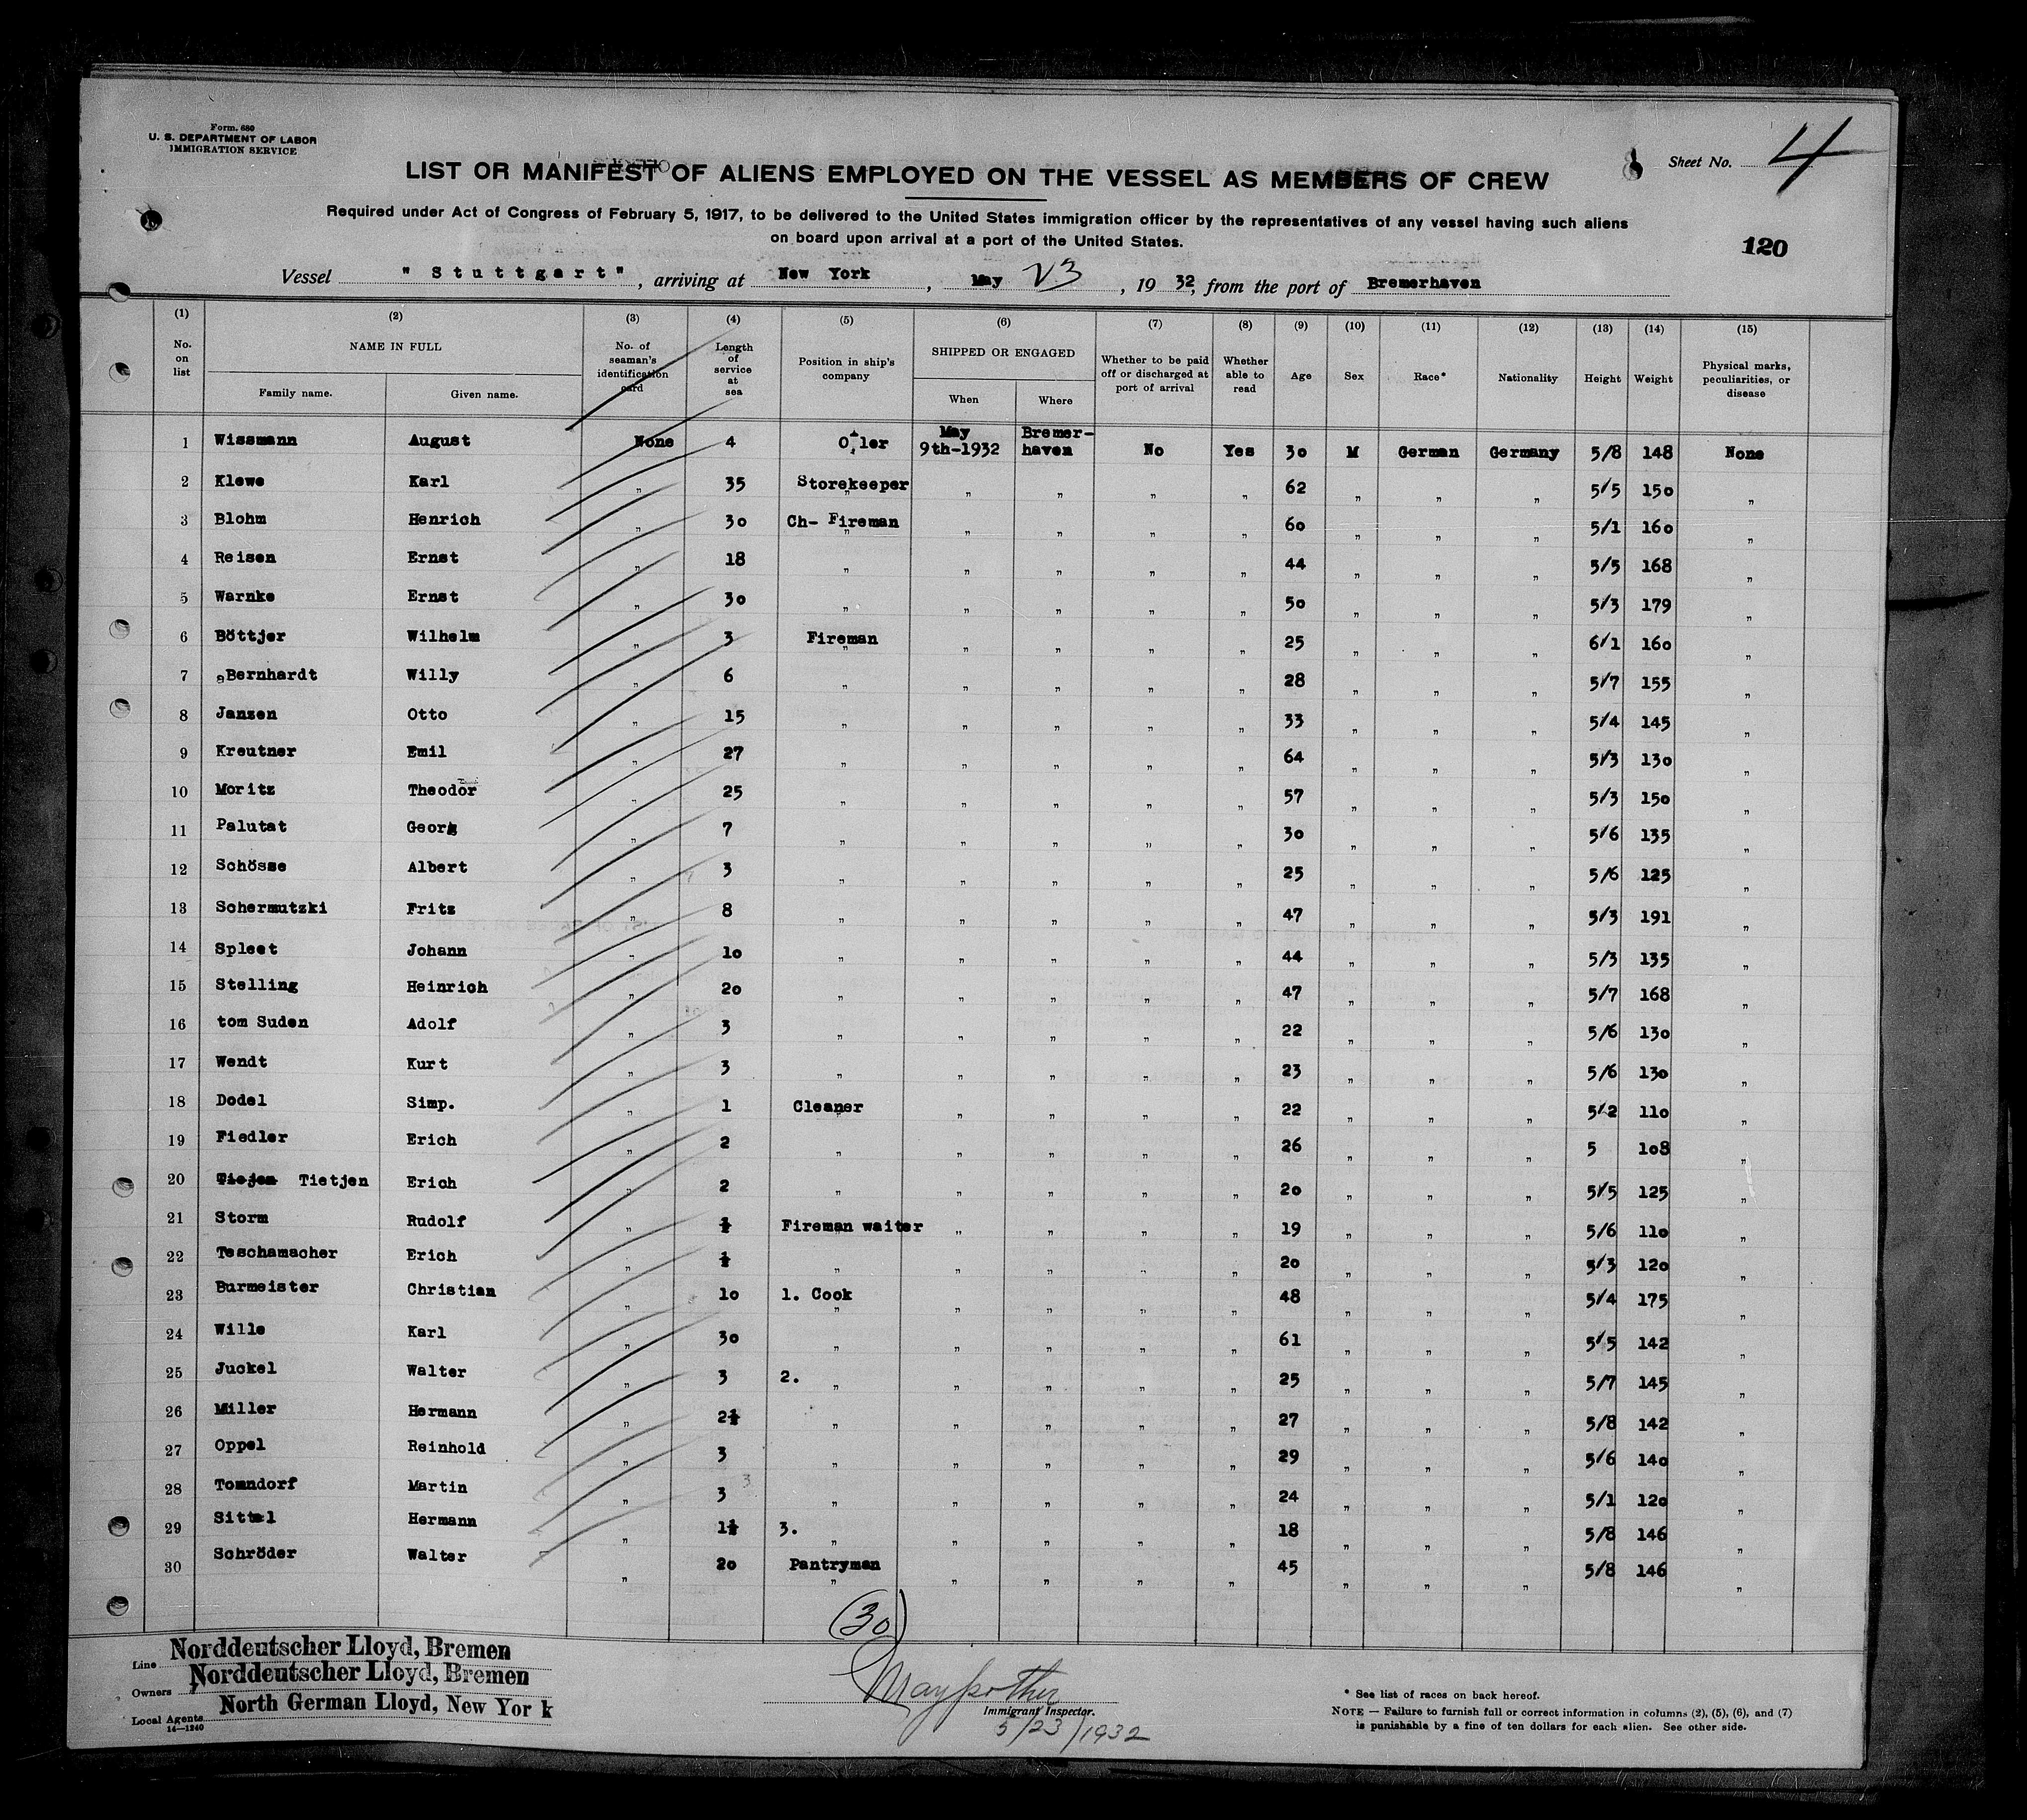 Form. 680
U. S. DEPARTMENT OF LABOR
IMMIGRATION SERVICE
Sheet No. 4
LIST OR MANIFEST OF ALIENS EMPLOYED ON THE VESSEL AS MEMBERS OF CREW
Required under Act of Congress of February 5, 1917, to be delivered to the United States immigration officer by the representatives of any vessel having such aliens
on board upon arrival at a port of the United States.
120
Vessel "Stuttgart", arriving at New York, May 23, 1932, from the port of Bremerhaven
(1) (2) (3) (4) (5) (6) (7) (8) (9) (10) (11) (12) (13) (14) (15)
No. on list NAME IN FULL Family name. Given name. No. of seaman's identification card Length of service at sea Position in ship's company SHIPPED OR ENGAGED When Where Whether to be paid off or discharged at port of arrival Whether able to read Age Sex Race* Nationality Height Weight Physical marks, peculiarities, or disease
1 Wissmann August None 4 Oiler May 9th-1932 Bremer-haven No Yes 30 M German Germany 5/8 148 None
2 Klewe Karl " 35 Storekeeper " " " " 62 " " " 5/5 150 "
3 Blohm Henrich " 30 Ch- Fireman " " " " 60 " " " 5/1 160 "
4 Reisen Ernst " 18 " " " " " 44 " " " 5/5 168 "
5 Warnke Ernst " 30 " " " " " 50 " " " 5/3 179 "
6 Böttjer Wilhelm " 3 Fireman " " " " 25 " " " 6/1 160 "
7 Bernhardt Willy " 6 " " " " " 28 " " " 5/7 155 "
8 Jansen Otto " 15 " " " " " 33 " " " 5/4 145 "
9 Kreutner Emil " 27 " " " " " 64 " " " 5/3 130 "
10 Moritz Theodor " 25 " " " " " 57 " " " 5/3 150 "
11 Palutat Georg " 7 " " " " " 30 " " " 5/6 135 "
12 Schösse Albert " 3 " " " " " 25 " " " 5/6 125 "
13 Schermutzki Fritz " 8 " " " " " 47 " " " 5/3 191 "
14 Spleet Johann " 10 " " " " " 44 " " " 5/3 135 "
15 Stelling Heinrich " 20 " " " " " 47 " " " 5/7 168 "
16 tom Suden Adolf " 3 " " " " " 22 " " " 5/6 130 "
17 Wendt Kurt " 3 " " " " " 23 " " " 5/6 130 "
18 Dodel Simp. " 1 Cleaner " " " " 22 " " " 5/2 110 "
19 Fiedler Erich " 2 " " " " " 26 " " " 5 108 "
20 Tiejen Tietjen Erich " 2 " " " " " 20 " " " 5/5 125 "
21 Storm Rudolf " ½ Fireman waiter " " " " 19 " " " 5/6 110 "
22 Teschamacher Erich " ½ " " " " " 20 " " " 5/3 120 "
23 Burmeister Christian " 10 1. Cook " " " " 48 " " " 5/4 175 "
24 Wille Karl " 30 " " " " " 61 " " " 5/5 142 "
25 Juckel Walter " 3 2. " " " " " 25 " " " 5/7 145 "
26 Miller Hermann " 2½ " " " " " 27 " " " 5/8 142 "
27 Oppel Reinhold " 3 " " " " " 29 " " " 5/6 140 "
28 Tomndorf Martin " 3 " " " " " 24 " " " 5/1 120 "
29 Sittel Hermann " 1½ 3. " " " " " 18 " " " 5/8 146 "
30 Schröder Walter " 20 Pantryman " " " " 45 " " " 5/8 146 "
(30)
Line Norddeutscher Lloyd, Bremen
Owners Norddeutscher Lloyd, Bremen
Local Agents North German Lloyd, New York
14—1240
Immigrant Inspector.
5/23/1932
* See list of races on back hereof.
NOTE — Failure to furnish full or correct information in columns (2), (5), (6), and (7)
is punishable by a fine of ten dollars for each alien. See other side.